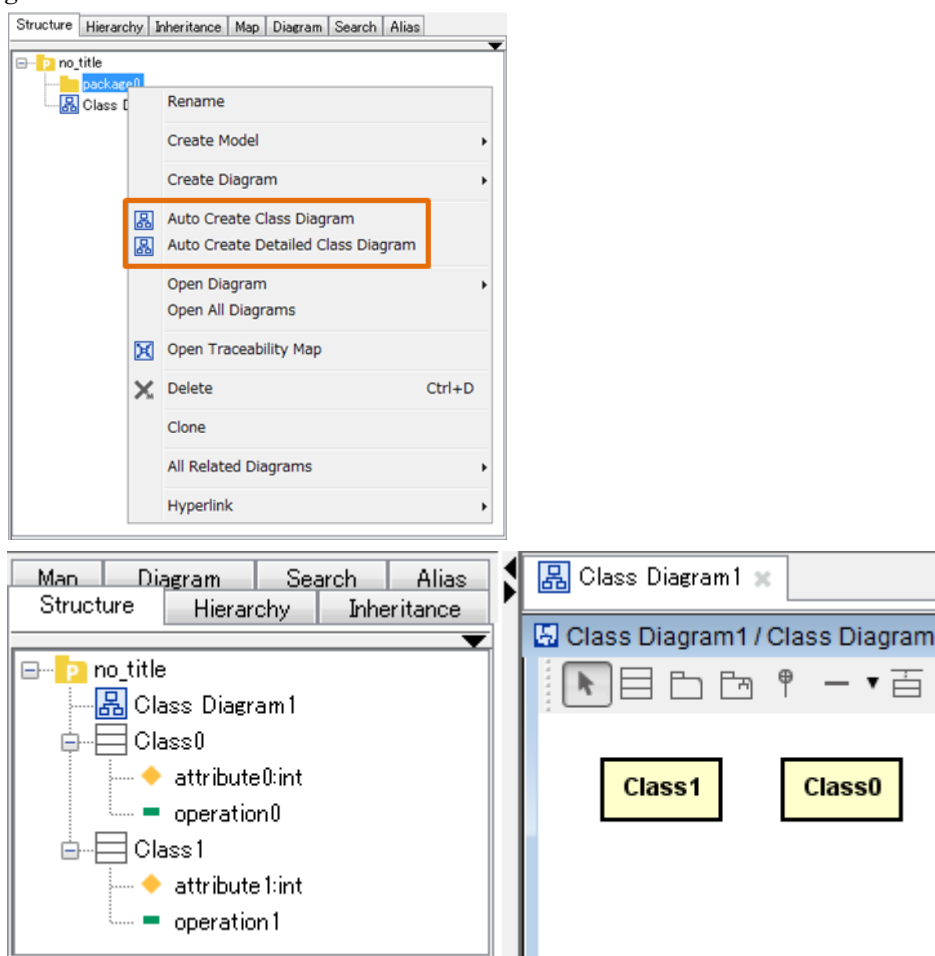 Structure Hierarchy Inheritance Map Diagram Search Alias
no_title
package0
Class D
Rename
Create Model
Create Diagram
Auto Create Class Diagram
Auto Create Detailed Class Diagram
Open Diagram
Open All Diagrams
Open Traceability Map
Delete Ctrl+D
Clone
All Related Diagrams
Hyperlink
Map Diagram Search Alias
Structure Hierarchy Inheritance
no_title
Class Diagram1
Class0
attribute0:int
operation0
Class1
attribute1:int
operation1
Class Diagram1
Class Diagram1 / Class Diagram
Class1 Class0